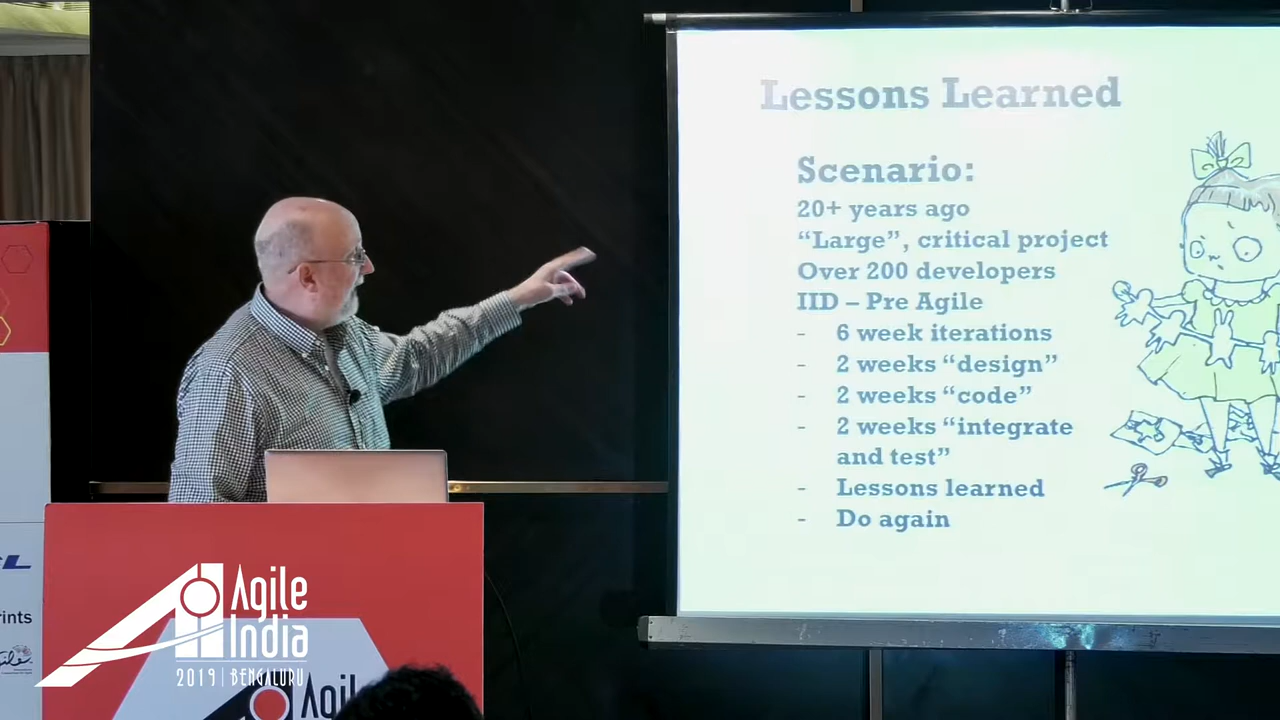 Lessons Learned
Scenario:
20+ years ago
“Large”, critical project
Over 200 developers
IID – Pre Agile
- 6 week iterations
- 2 weeks “design”
- 2 weeks “code”
- 2 weeks “integrate
and test”
- Lessons learned
- Do again
Agile
India
2019 | BENGALURU
Agil
rints